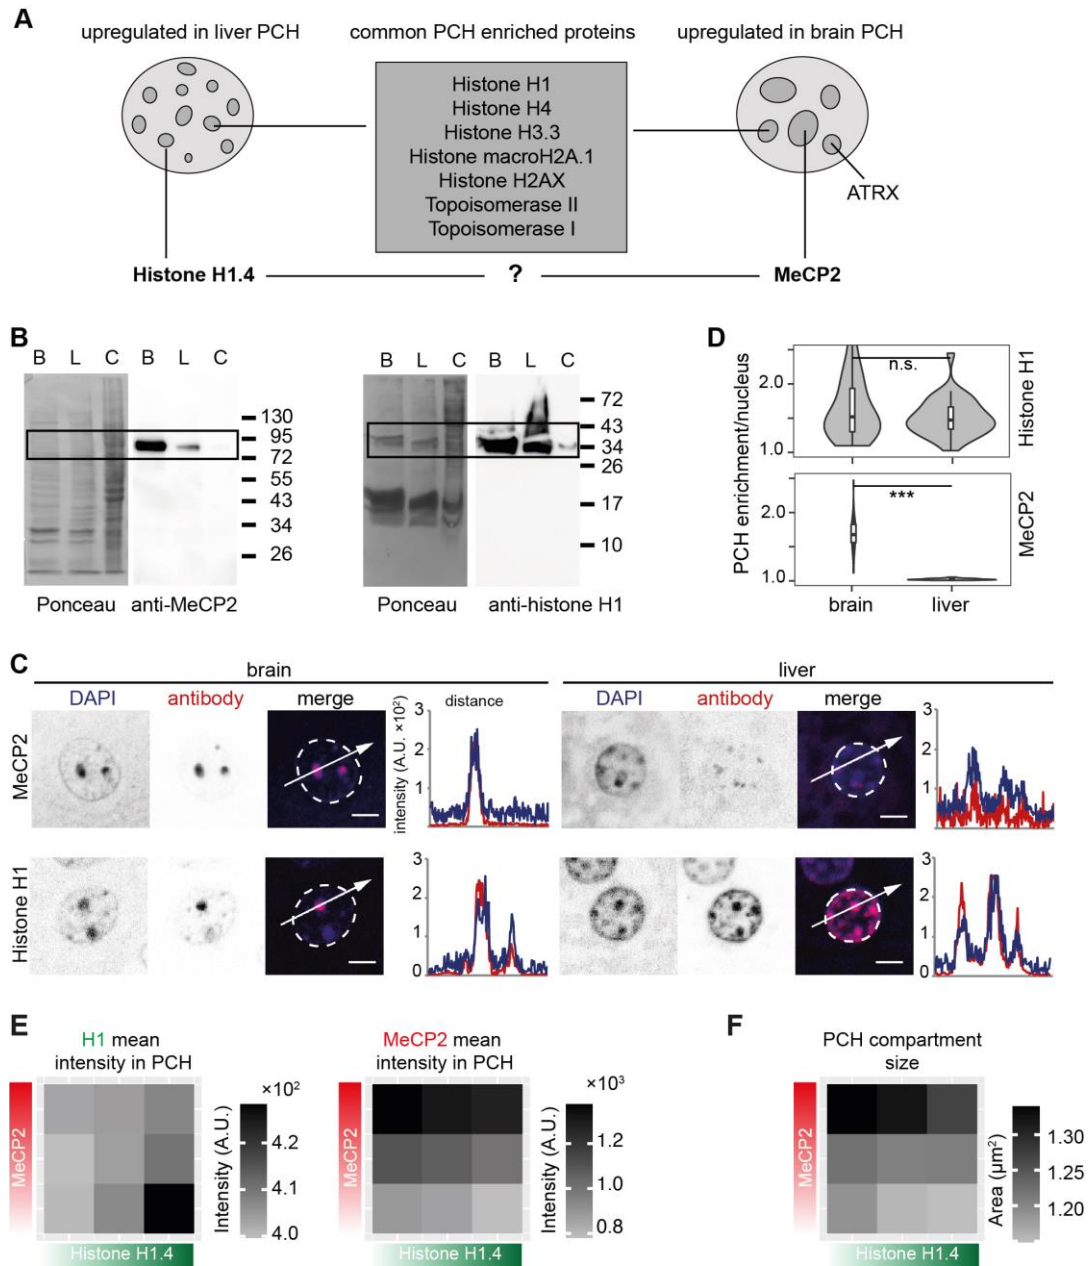 A
upregulated in liver PCH
common PCH enriched proteins
upregulated in brain PCH
Histone H1
Histone H4
Histone H3.3
Histone macroH2A.1
Histone H2AX
Topoisomerase II
Topoisomerase I
ATRX
Histone H1.4
?
MeCP2
B
B L C B L C
130
95
72
55
43
34
26
Ponceau anti-MeCP2
B L C B L C
72
43
34
26
17
10
Ponceau anti-histone H1
D
PCH enrichment/nucleus
2.0
1.0
n.s.
Histone H1
2.0
1.0
***
MeCP2
brain liver
C
brain
liver
DAPI antibody merge distance
DAPI antibody merge
MeCP2
intensity (A.U. ×10²)
3
2
1
3
2
1
Histone H1
3
2
1
0
3
2
1
0
E
H1 mean
intensity in PCH
MeCP2
Histone H1.4
×10²
4.2
4.1
4.0
Intensity (A.U.)
MeCP2 mean
intensity in PCH
MeCP2
Histone H1.4
×10³
1.2
1.0
0.8
Intensity (A.U.)
F
PCH compartment
size
MeCP2
Histone H1.4
1.30
1.25
1.20
Area (µm²)